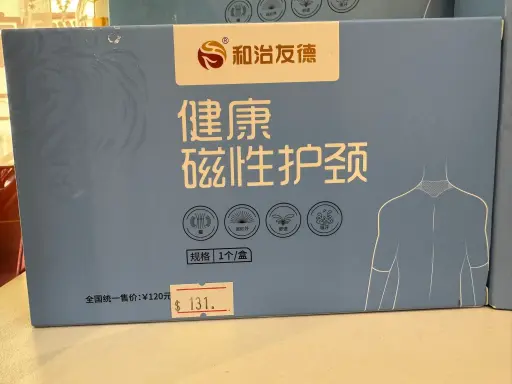 ®
和治友德
健康
磁性护颈
规格 1个/盒
全国统一售价:¥120元
$ 131.